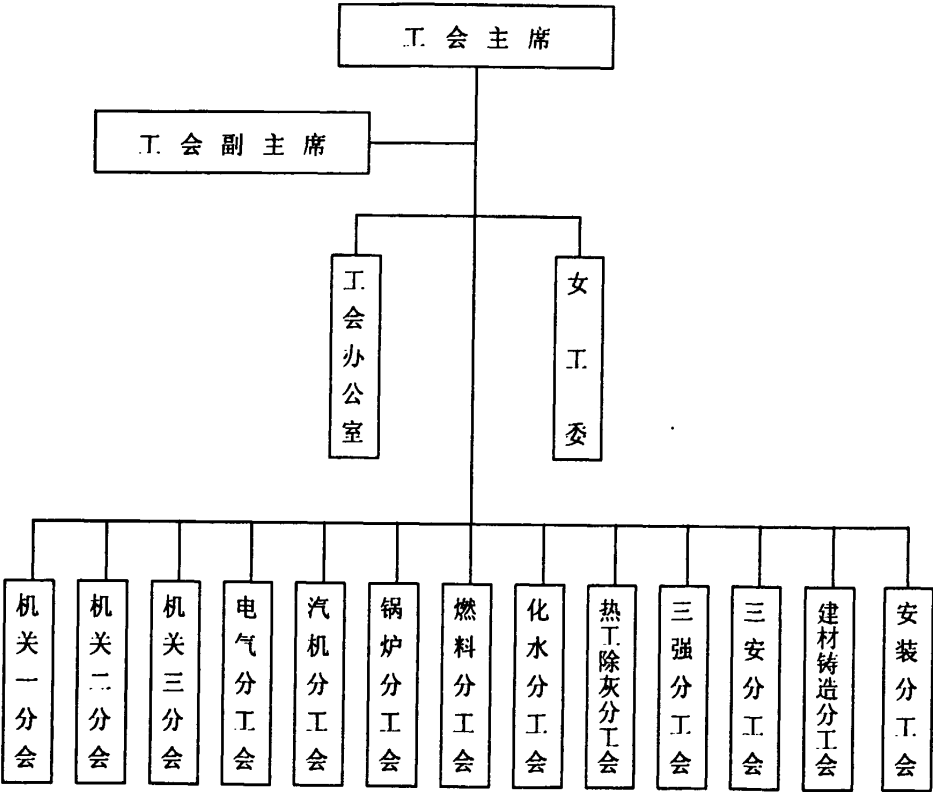 工会主席
工会副主席
工会办公室
女工委
机关一分会
机关二分会
机关三分会
电气分工会
汽机分工会
锅炉分工会
燃料分工会
化水分工会
热工除灰分工会
三强分工会
三安分工会
建材铸造分工会
安装分工会